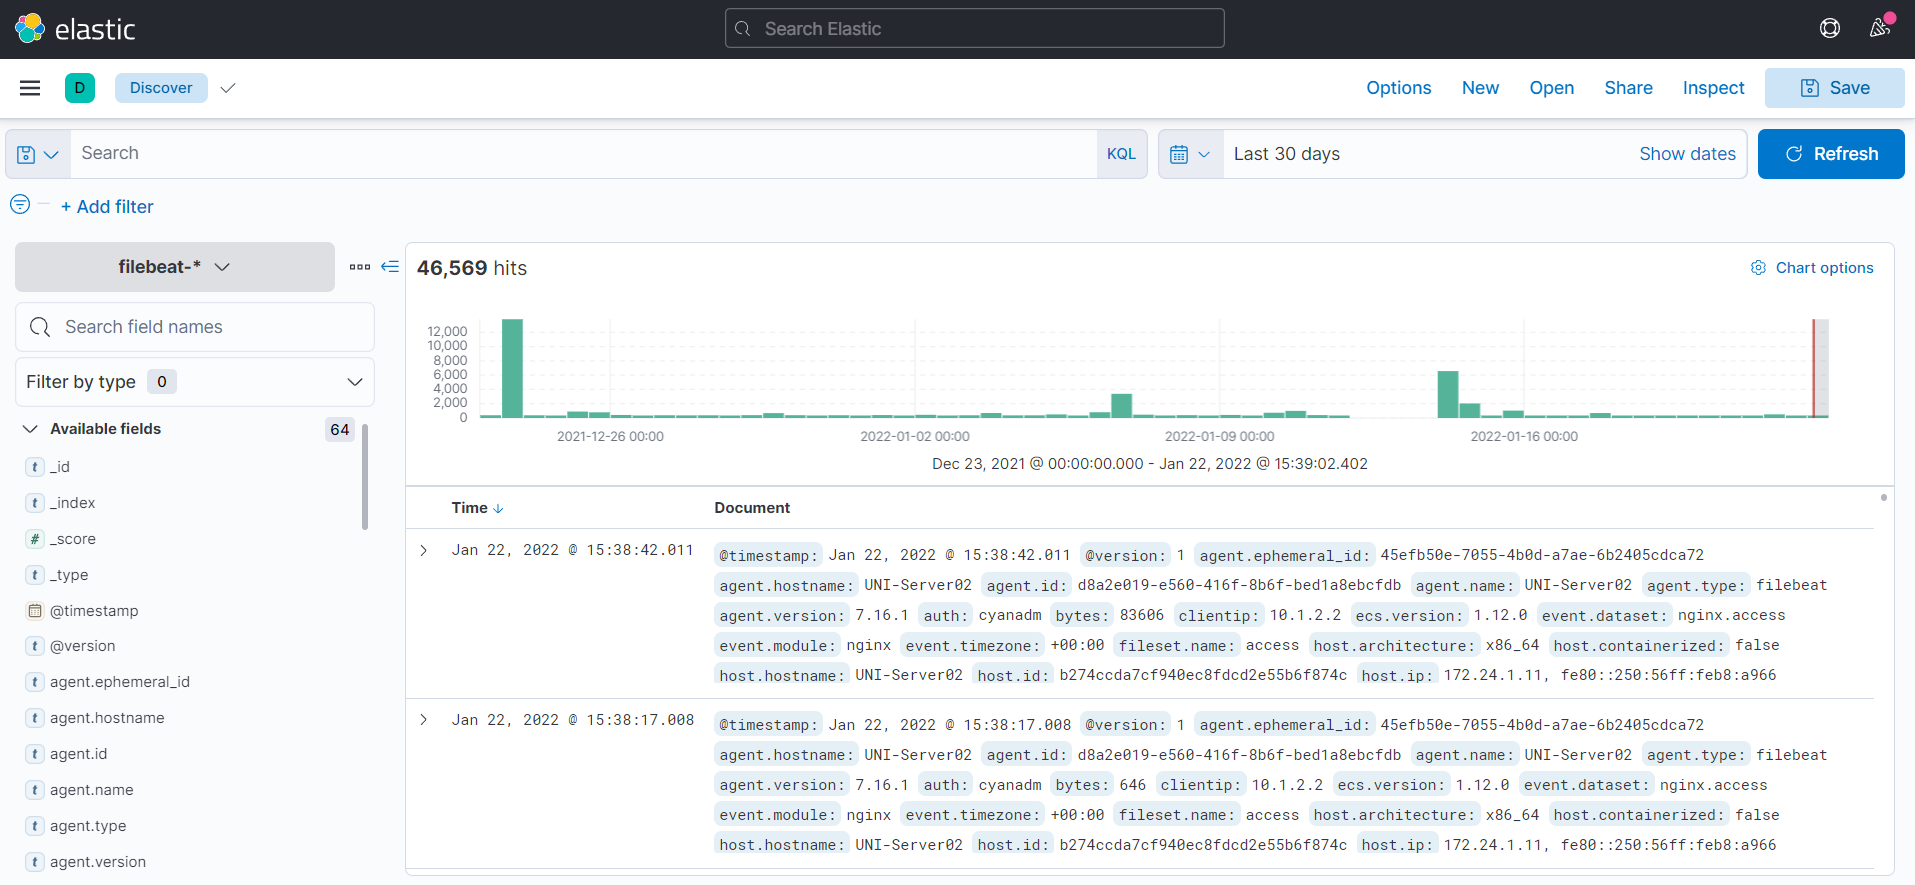 elastic
Search Elastic
D
Discover
Options
New
Open
Share
Inspect
Save
Search
KQL
Last 30 days
Show dates
Refresh
+ Add filter
filebeat-*
Search field names
Filter by type 0
Available fields 64
t _id
t _index
# _score
t _type
@timestamp
t @version
t agent.ephemeral_id
t agent.hostname
t agent.id
t agent.name
t agent.type
t agent.version
46,569 hits
Chart options
12,000
10,000
8,000
6,000
4,000
2,000
0
2021-12-26 00:00
2022-01-02 00:00
2022-01-09 00:00
2022-01-16 00:00
Dec 23, 2021 @ 00:00:00.000 - Jan 22, 2022 @ 15:39:02.402
Time
Document
Jan 22, 2022 @ 15:38:42.011
@timestamp: Jan 22, 2022 @ 15:38:42.011 @version: 1 agent.ephemeral_id: 45efb50e-7055-4b0d-a7ae-6b2405cdca72
agent.hostname: UNI-Server02 agent.id: d8a2e019-e560-416f-8b6f-bed1a8ebcfdb agent.name: UNI-Server02 agent.type: filebeat
agent.version: 7.16.1 auth: cyanadm bytes: 83606 clientip: 10.1.2.2 ecs.version: 1.12.0 event.dataset: nginx.access
event.module: nginx event.timezone: +00:00 fileset.name: access host.architecture: x86_64 host.containerized: false
host.hostname: UNI-Server02 host.id: b274ccda7cf940ec8fdcd2e55b6f874c host.ip: 172.24.1.11, fe80::250:56ff:feb8:a966
Jan 22, 2022 @ 15:38:17.008
@timestamp: Jan 22, 2022 @ 15:38:17.008 @version: 1 agent.ephemeral_id: 45efb50e-7055-4b0d-a7ae-6b2405cdca72
agent.hostname: UNI-Server02 agent.id: d8a2e019-e560-416f-8b6f-bed1a8ebcfdb agent.name: UNI-Server02 agent.type: filebeat
agent.version: 7.16.1 auth: cyanadm bytes: 646 clientip: 10.1.2.2 ecs.version: 1.12.0 event.dataset: nginx.access
event.module: nginx event.timezone: +00:00 fileset.name: access host.architecture: x86_64 host.containerized: false
host.hostname: UNI-Server02 host.id: b274ccda7cf940ec8fdcd2e55b6f874c host.ip: 172.24.1.11, fe80::250:56ff:feb8:a966